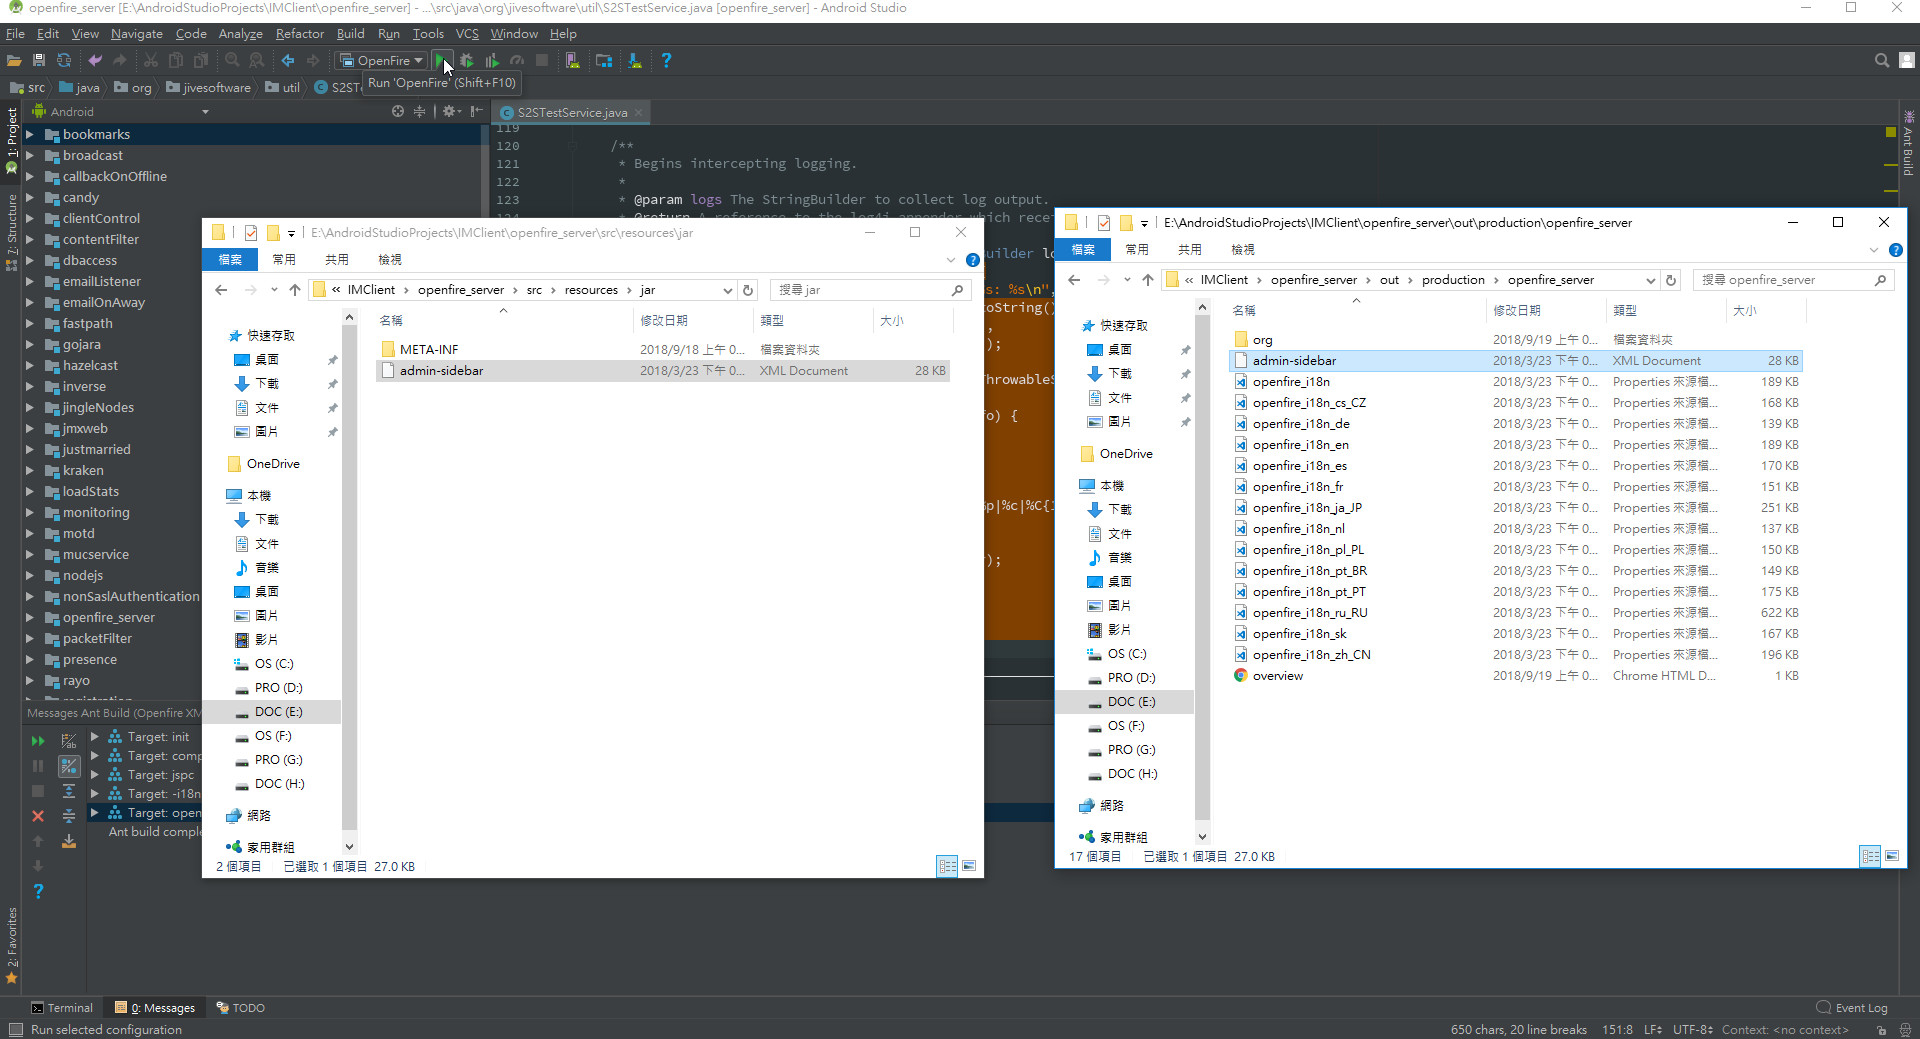 openfire_server [E:\AndroidStudioProjects\IMClient\openfire_server] - ...\src\java\org\jivesoftware\util\S2STestService.java [openfire_server] - Android Studio
File Edit View Navigate Code Analyze Refactor Build Run Tools VCS Window Help
OpenFire
Run 'OpenFire' (Shift+F10)
src java org jivesoftware util
Android
S2STestService.java
1: Project
7: Structure
2: Favorites
Ant Build
bookmarks
broadcast
callbackOnOffline
candy
clientControl
contentFilter
dbaccess
emailListener
emailOnAway
fastpath
gojara
hazelcast
inverse
jingleNodes
jmxweb
justmarried
kraken
loadStats
monitoring
motd
mucservice
nodejs
nonSaslAuthentication
openfire_server
packetFilter
presence
rayo
119
120 /**
121 * Begins intercepting logging.
122 *
123 * @param logs The StringBuilder to collect log output.
124 * @return A reference to the log4j appender which rece
uilder lo
s: %s\n",
oString()
,
);
ThrowableS
o) {
p|%c|%C{1
);
E:\AndroidStudioProjects\IMClient\openfire_server\src\resources\jar
檔案 常用 共用 檢視
« IMClient › openfire_server › src › resources › jar
搜尋 jar
名稱 修改日期 類型 大小
META-INF 2018/9/18 上午 0... 檔案資料夾
admin-sidebar 2018/3/23 下午 0... XML Document 28 KB
快速存取
桌面
下載
文件
圖片
OneDrive
本機
下載
文件
音樂
桌面
圖片
影片
OS (C:)
PRO (D:)
DOC (E:)
OS (F:)
PRO (G:)
DOC (H:)
網路
家用群組
2 個項目 已選取 1 個項目 27.0 KB
E:\AndroidStudioProjects\IMClient\openfire_server\out\production\openfire_server
檔案 常用 共用 檢視
« IMClient › openfire_server › out › production › openfire_server
搜尋 openfire_server
名稱 修改日期 類型 大小
org 2018/9/19 上午 0... 檔案資料夾
admin-sidebar 2018/3/23 下午 0... XML Document 28 KB
openfire_i18n 2018/3/23 下午 0... Properties 來源檔... 189 KB
openfire_i18n_cs_CZ 2018/3/23 下午 0... Properties 來源檔... 168 KB
openfire_i18n_de 2018/3/23 下午 0... Properties 來源檔... 139 KB
openfire_i18n_en 2018/3/23 下午 0... Properties 來源檔... 189 KB
openfire_i18n_es 2018/3/23 下午 0... Properties 來源檔... 170 KB
openfire_i18n_fr 2018/3/23 下午 0... Properties 來源檔... 151 KB
openfire_i18n_ja_JP 2018/3/23 下午 0... Properties 來源檔... 251 KB
openfire_i18n_nl 2018/3/23 下午 0... Properties 來源檔... 137 KB
openfire_i18n_pl_PL 2018/3/23 下午 0... Properties 來源檔... 150 KB
openfire_i18n_pt_BR 2018/3/23 下午 0... Properties 來源檔... 149 KB
openfire_i18n_pt_PT 2018/3/23 下午 0... Properties 來源檔... 175 KB
openfire_i18n_ru_RU 2018/3/23 下午 0... Properties 來源檔... 622 KB
openfire_i18n_sk 2018/3/23 下午 0... Properties 來源檔... 167 KB
openfire_i18n_zh_CN 2018/3/23 下午 0... Properties 來源檔... 196 KB
overview 2018/9/19 上午 0... Chrome HTML D... 1 KB
快速存取
桌面
下載
文件
圖片
OneDrive
本機
下載
文件
音樂
桌面
圖片
影片
OS (C:)
PRO (D:)
DOC (E:)
OS (F:)
PRO (G:)
DOC (H:)
網路
家用群組
17 個項目 已選取 1 個項目 27.0 KB
Messages Ant Build (Openfire XM
Target: init
Target: comp
Target: jspc
Target: -i18n
Target: open
Ant build comple
Terminal 0: Messages TODO Event Log
Run selected configuration 650 chars, 20 line breaks 151:8 LF UTF-8 Context: <no context>